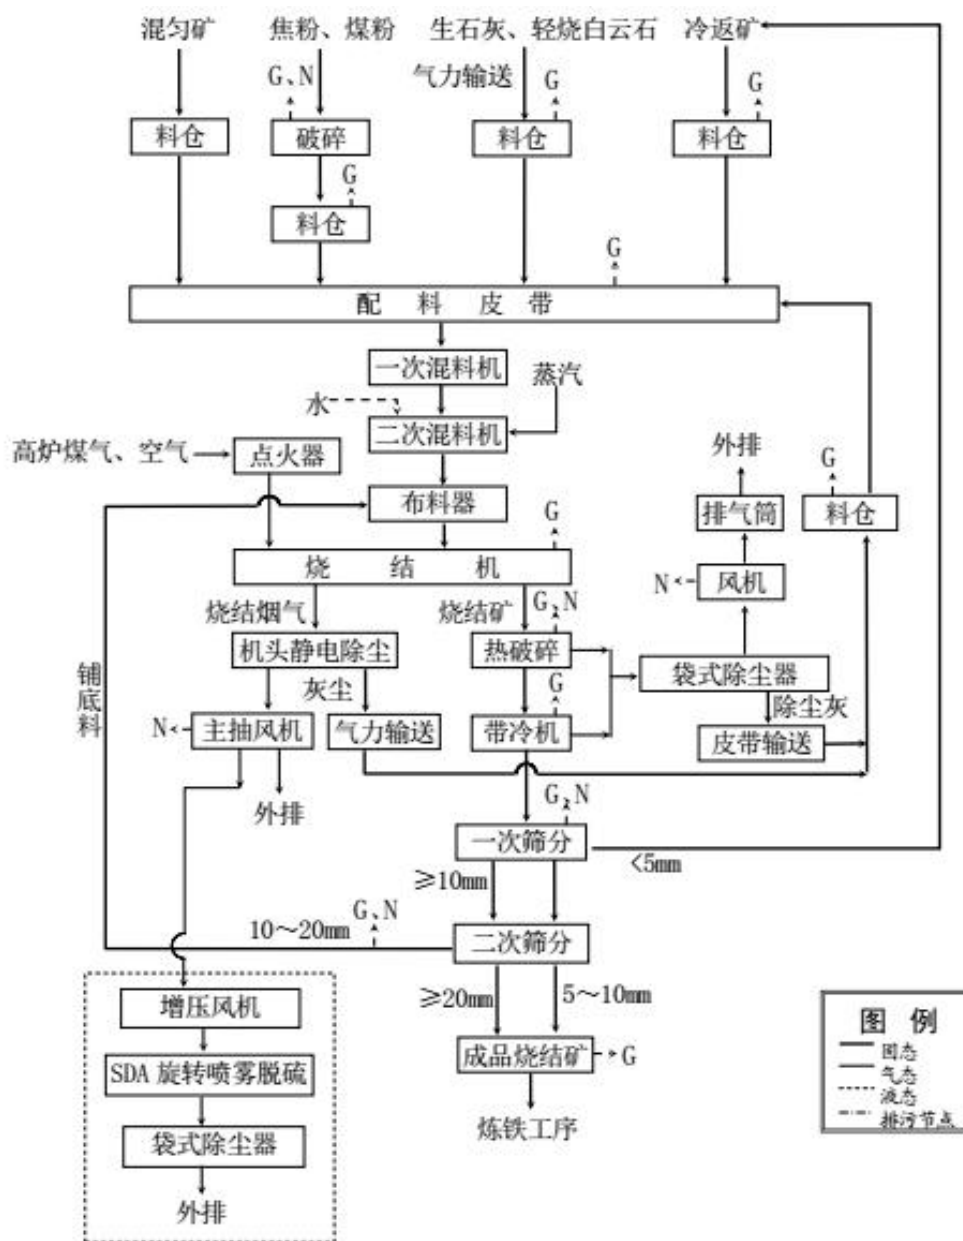 混匀矿
焦粉、煤粉
生石灰、轻烧白云石
冷返矿
G、N
气力输送
G
G
料仓
破碎
料仓
料仓
G
料仓
G
配料皮带
一次混料机
蒸汽
水
二次混料机
高炉煤气、空气
点火器
外排
G
布料器
G
排气筒
料仓
烧结机
N
风机
烧结烟气
烧结矿
G、N
机头静电除尘
热破碎
袋式除尘器
铺底料
灰尘
G
除尘灰
N
主抽风机
气力输送
带冷机
皮带输送
外排
G、N
一次筛分
<5mm
≥10mm
G、N
10～20mm
二次筛分
≥20mm
5～10mm
增压风机
成品烧结矿
G
SDA 旋转喷雾脱硫
炼铁工序
袋式除尘器
外排
图 例
固态
气态
液态
排污节点